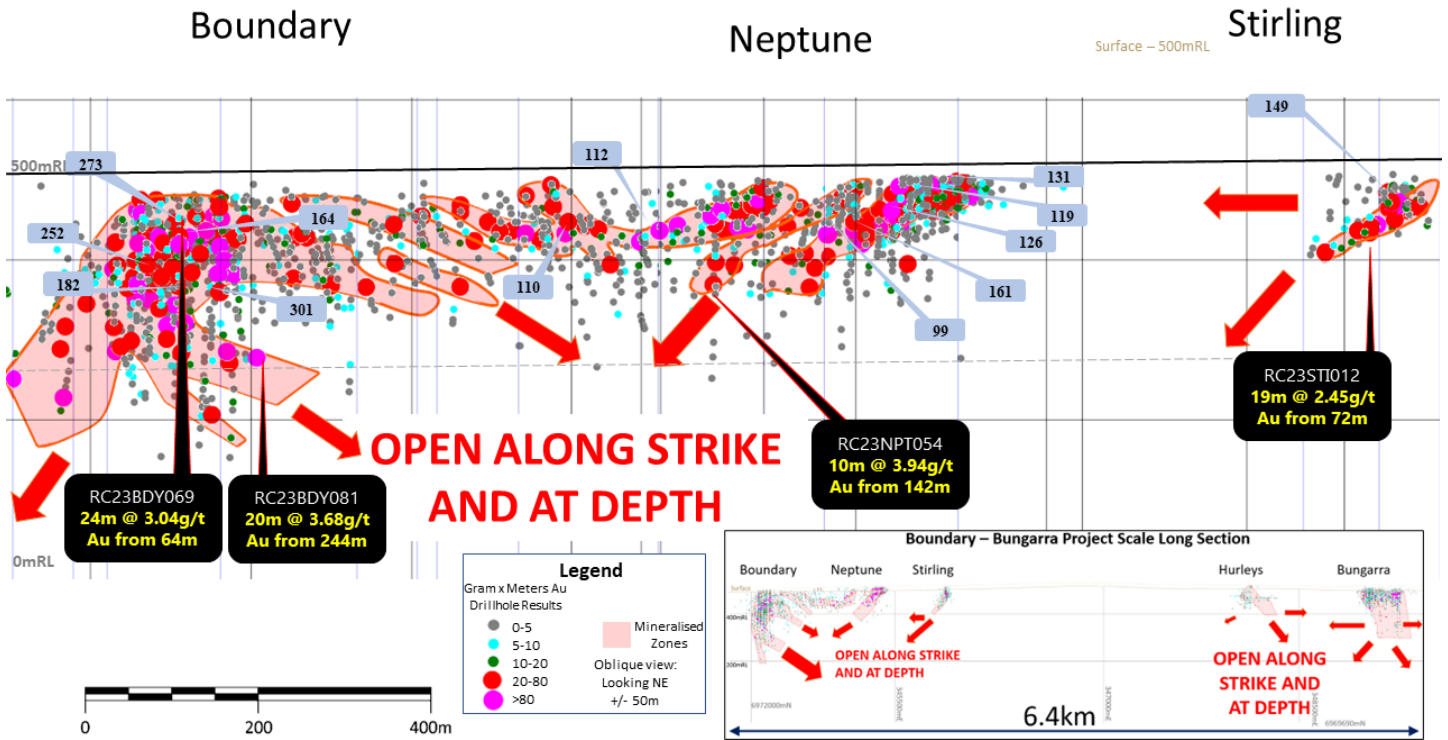 Boundary
Neptune
Stirling
Surface – 500mRL
500mRL
273
112
149
131
164
119
252
126
182
110
301
161
99
RC23STI012
19m @ 2.45g/t
Au from 72m
OPEN ALONG STRIKE
AND AT DEPTH
RC23NPT054
10m @ 3.94g/t
Au from 142m
RC23BDY069
24m @ 3.04g/t
Au from 64m
RC23BDY081
20m @ 3.68g/t
Au from 244m
0mRL
Legend
Gram x Meters Au
Drillhole Results
0-5
5-10
10-20
20-80
>80
Mineralised
Zones
Oblique view:
Looking NE
+/- 50m
0
200
400m
Boundary – Bungarra Project Scale Long Section
Boundary
Neptune
Stirling
Hurleys
Bungarra
Surface
400mRL
200mRL
OPEN ALONG STRIKE
AND AT DEPTH
OPEN ALONG
STRIKE AND
AT DEPTH
6972000mN
345500mE
347000mE
6969690mN
6.4km